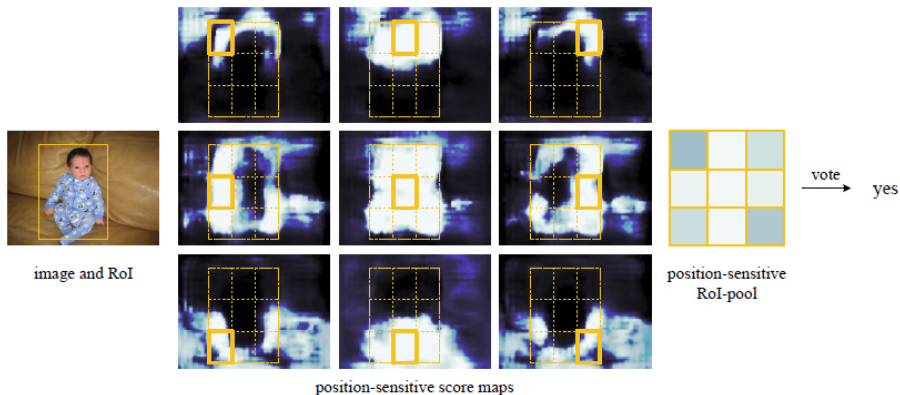 image and RoI
position-sensitive score maps
position-sensitive
RoI-pool
vote
yes